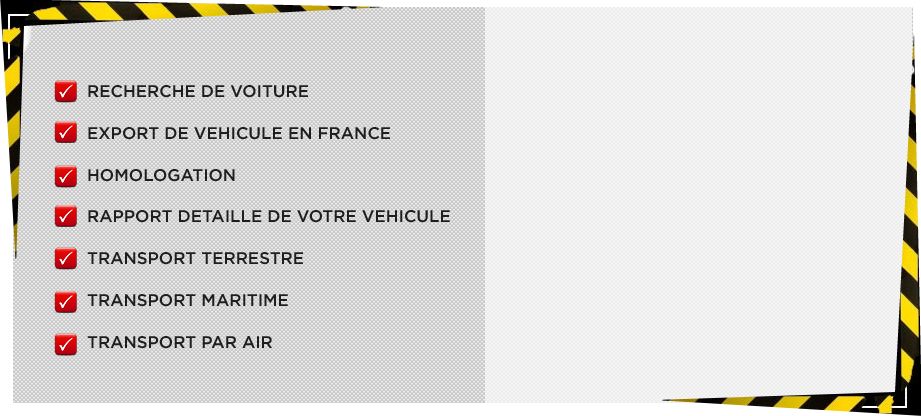 RECHERCHE DE VOITURE
EXPORT DE VEHICULE EN FRANCE
HOMOLOGATION
RAPPORT DETAILLE DE VOTRE VEHICULE
TRANSPORT TERRESTRE
TRANSPORT MARITIME
TRANSPORT PAR AIR